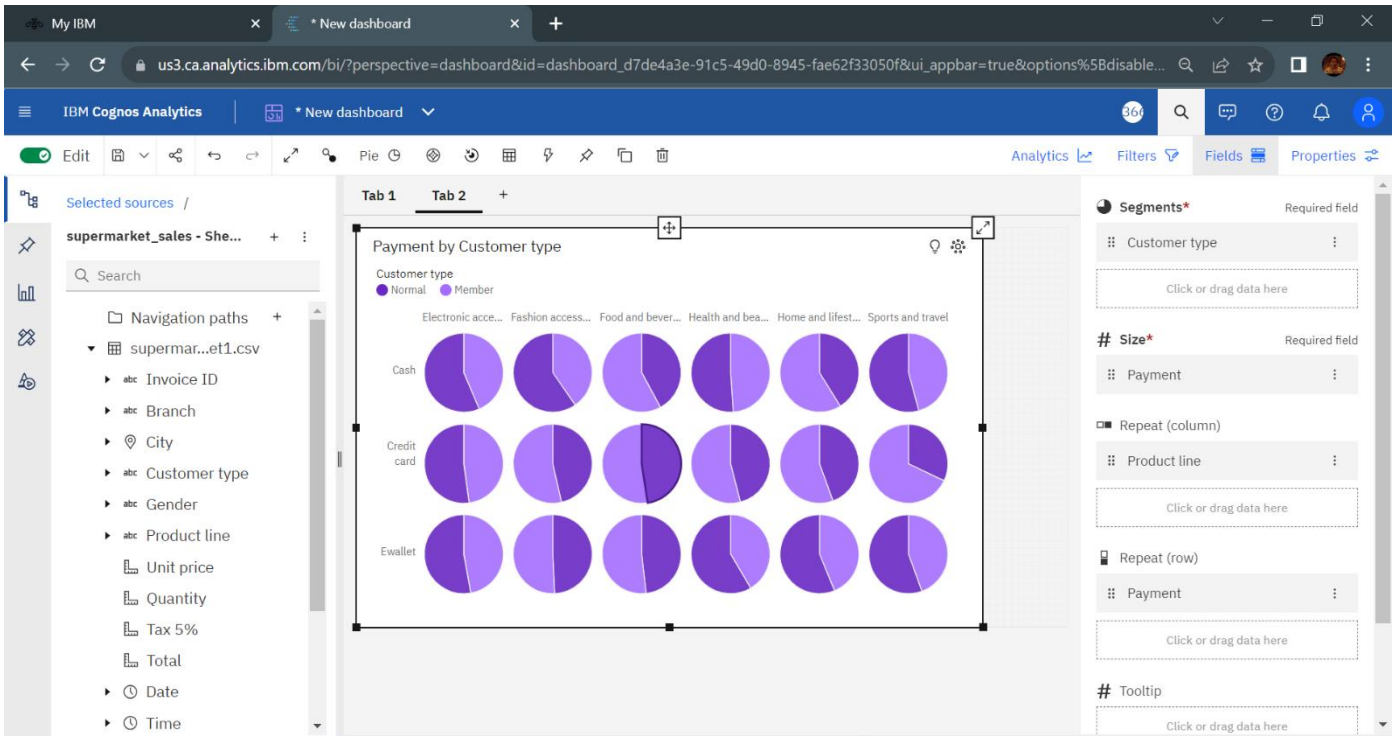 My IBM
* New dashboard
us3.ca.analytics.ibm.com/bi/?perspective=dashboard&id=dashboard_d7de4a3e-91c5-49d0-8945-fae62f33050f&ui_appbar=true&options%5Bdisable...
IBM Cognos Analytics
* New dashboard
366
Edit
Pie
Analytics
Filters
Fields
Properties
Selected sources /
supermarket_sales - She...
Search
Navigation paths
supermar...et1.csv
abc Invoice ID
abc Branch
City
abc Customer type
abc Gender
abc Product line
Unit price
Quantity
Tax 5%
Total
Date
Time
Tab 1
Tab 2
Payment by Customer type
Customer type
Normal
Member
Electronic acce... Fashion access... Food and bever... Health and bea... Home and lifest... Sports and travel
Cash
Credit
card
Ewallet
Segments* Required field
Customer type
Click or drag data here
# Size* Required field
Payment
Repeat (column)
Product line
Click or drag data here
Repeat (row)
Payment
Click or drag data here
# Tooltip
Click or drag data here